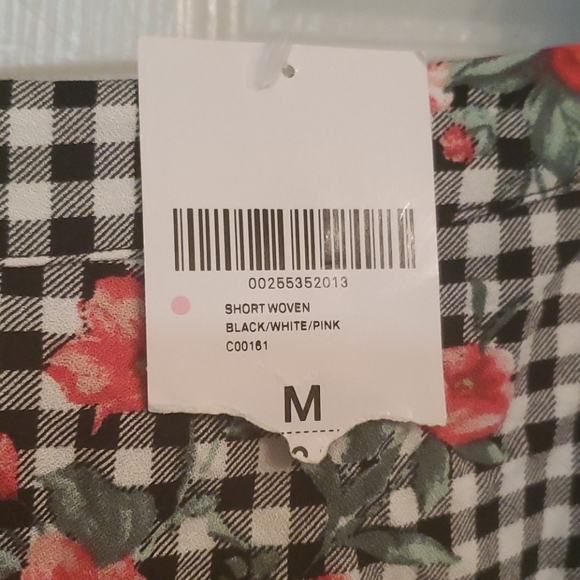 00255352013
SHORT WOVEN
BLACK/WHITE/PINK
C00161
M